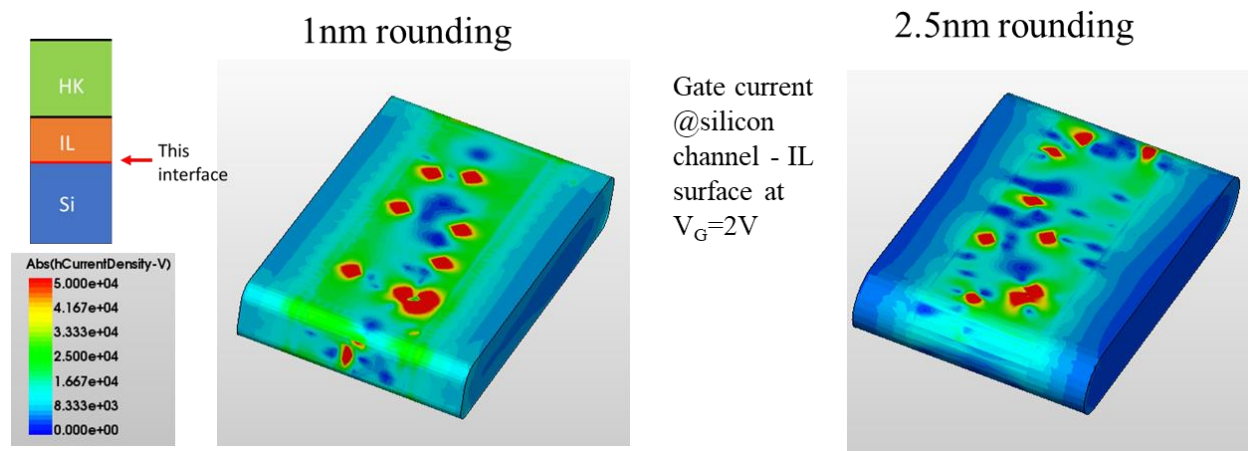 1nm rounding
2.5nm rounding
HK
IL
Si
This
interface
Gate current
@silicon
channel - IL
surface at
V_G=2V
Abs(hCurrentDensity-V)
5.000e+04
4.167e+04
3.333e+04
2.500e+04
1.667e+04
8.333e+03
0.000e+00